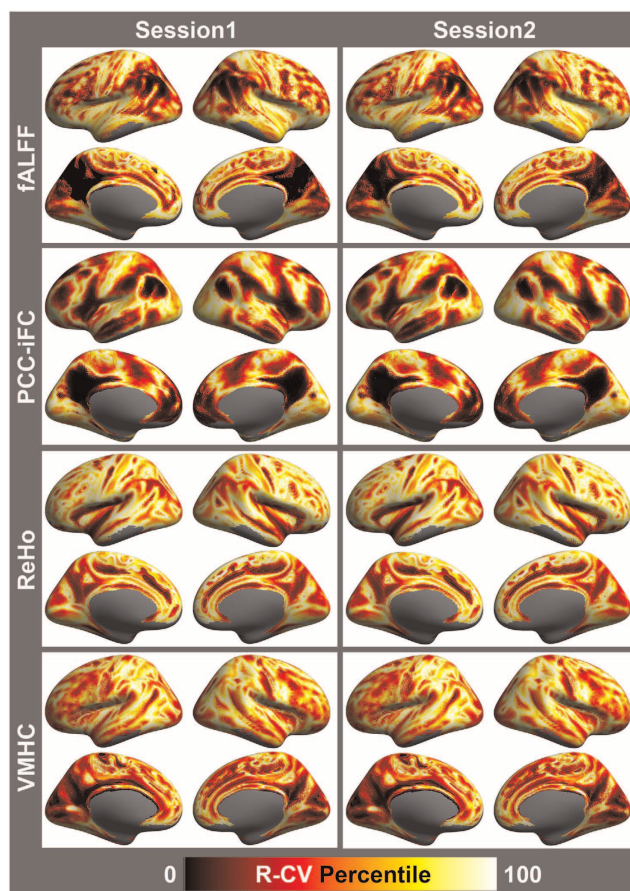 Session1 Session2
fALFF
PCC-iFC
ReHo
VMHC
0 R-CV Percentile 100